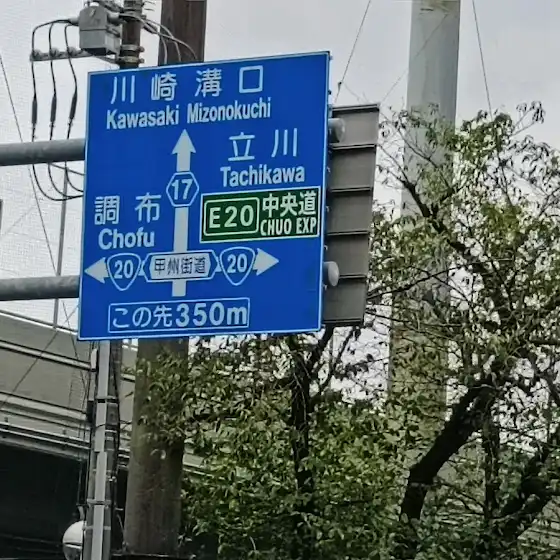 川崎 溝口
Kawasaki Mizonokuchi
立川
Tachikawa
17
E20 中央道
CHUO EXP
調布
Chofu
20 甲州街道 20
この先350m